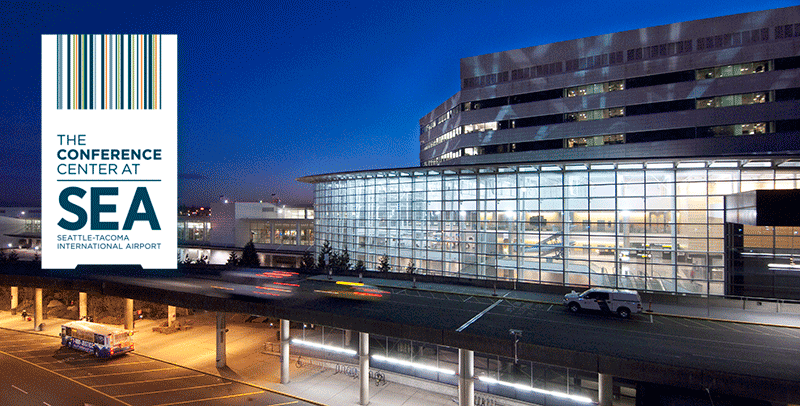 THE
CONFERENCE
CENTER AT
SEA
SEATTLE-TACOMA
INTERNATIONAL AIRPORT